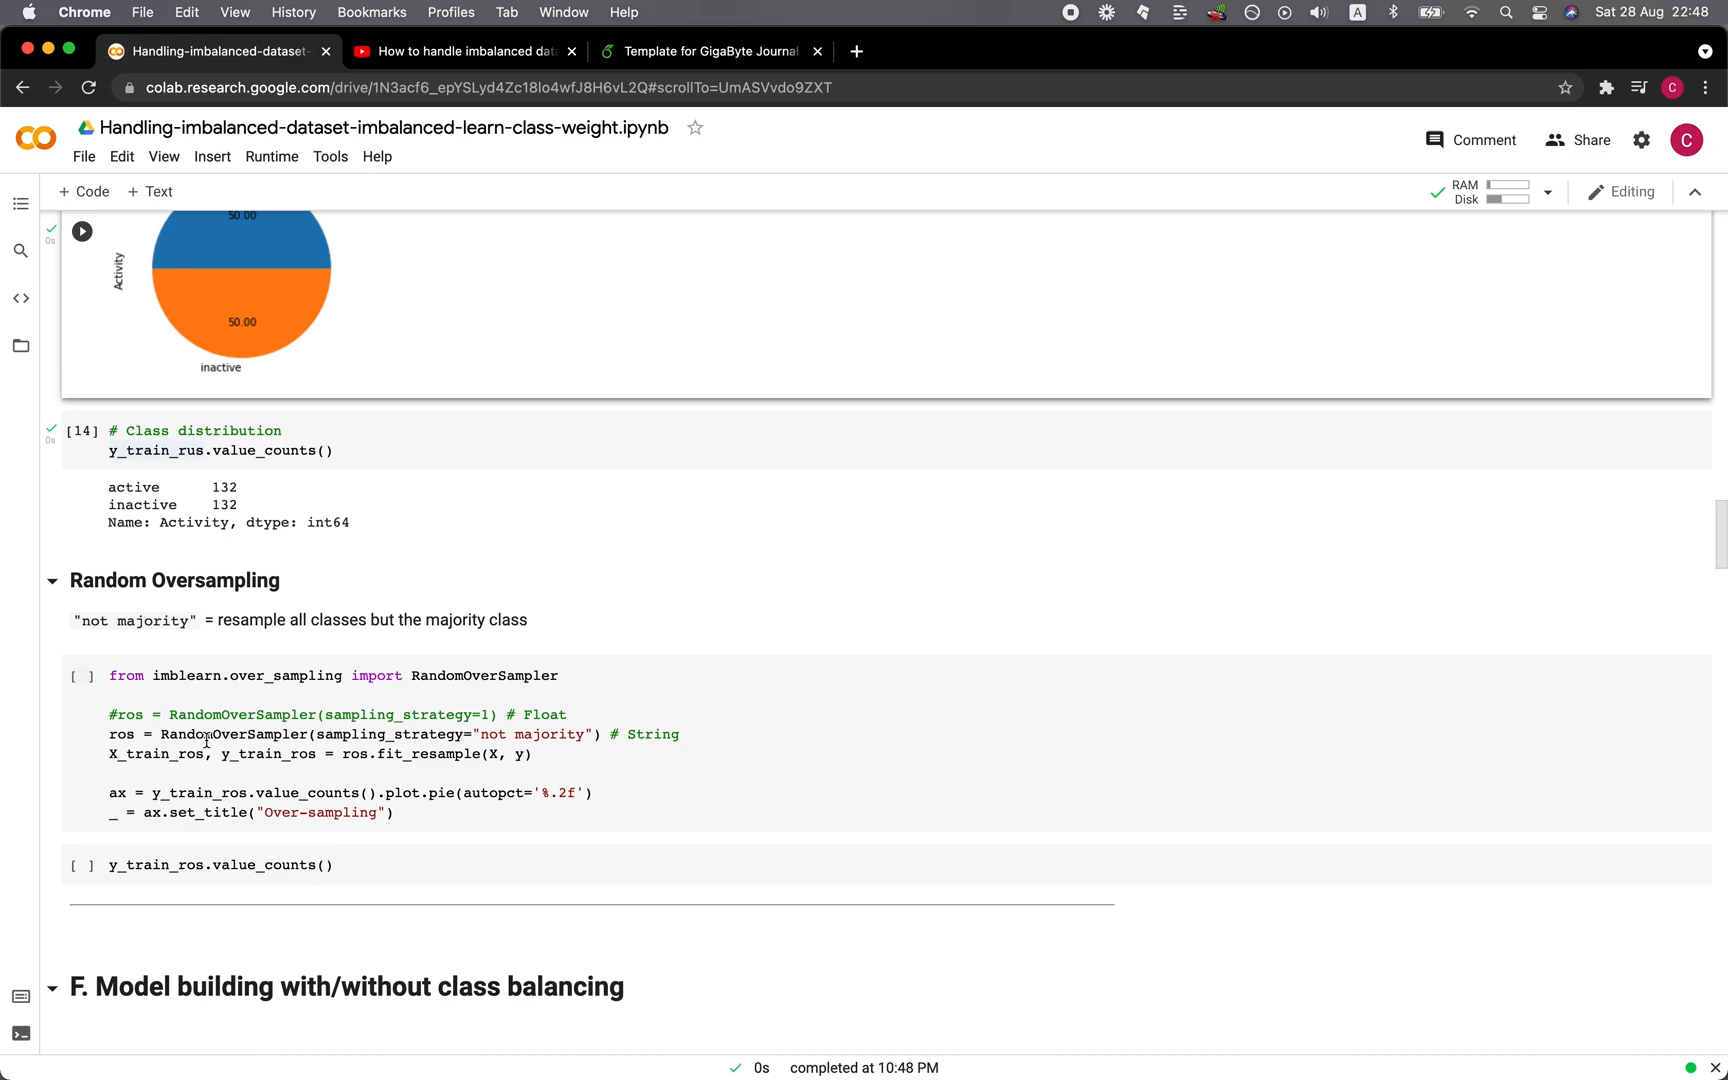 Chrome File Edit View History Bookmarks Profiles Tab Window Help A Sat 28 Aug 22:48
Handling-imbalanced-dataset- How to handle imbalanced dat Template for GigaByte Journal
colab.research.google.com/drive/1N3acf6_epYSLyd4Zc18Io4wfJ8H6vL2Q#scrollTo=UmASVvdo9ZXT C
Handling-imbalanced-dataset-imbalanced-learn-class-weight.ipynb
Comment Share C
File Edit View Insert Runtime Tools Help
+ Code + Text
RAM
Disk
Editing
0s
50.00
Activity
50.00
inactive
0s
[14] # Class distribution
y_train_rus.value_counts()
active 132
inactive 132
Name: Activity, dtype: int64
Random Oversampling
"not majority" = resample all classes but the majority class
[ ] from imblearn.over_sampling import RandomOverSampler
#ros = RandomOverSampler(sampling_strategy=1) # Float
ros = RandomOverSampler(sampling_strategy="not majority") # String
X_train_ros, y_train_ros = ros.fit_resample(X, y)
ax = y_train_ros.value_counts().plot.pie(autopct='%.2f')
_ = ax.set_title("Over-sampling")
[ ] y_train_ros.value_counts()
F. Model building with/without class balancing
0s completed at 10:48 PM